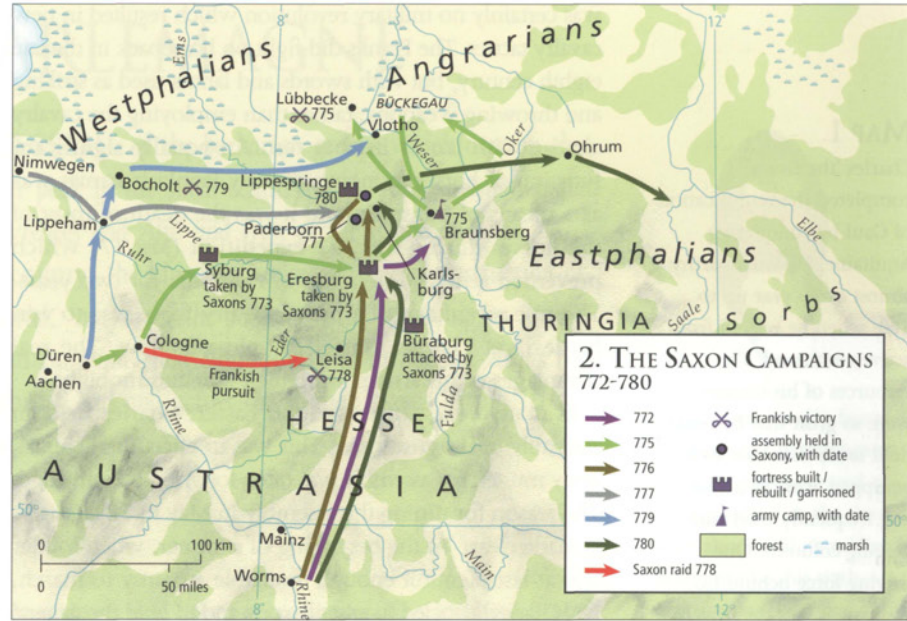 8°
12°
Westphalians
Ems
Angrarians
Lübbecke
775
BÜCKEGAU
Vlotho
Weser
Oker
Ohrum
Nimwegen
Bocholt
779
Lippespringe
780
Lippeham
Lippe
Paderborn
777
775
Braunsberg
Elbe
Ruhr
Eastphalians
Syburg
taken by
Saxons 773
Eresburg
taken by
Saxons 773
Karls-
burg
Saale
Sorbs
THURINGIA
Cologne
Eder
Leisa
778
Büraburg
attacked by
Saxons 773
Düren
Aachen
Frankish
pursuit
Rhine
Fulda
HESSE
AUSTRASIA
50°
50°
Mainz
Main
Worms
Rhine
0
100 km
0
50 miles
8°
12°
2. THE SAXON CAMPAIGNS
772-780
772
775
776
777
779
780
Saxon raid 778
Frankish victory
assembly held in
Saxony, with date
fortress built /
rebuilt / garrisoned
army camp, with date
forest
marsh